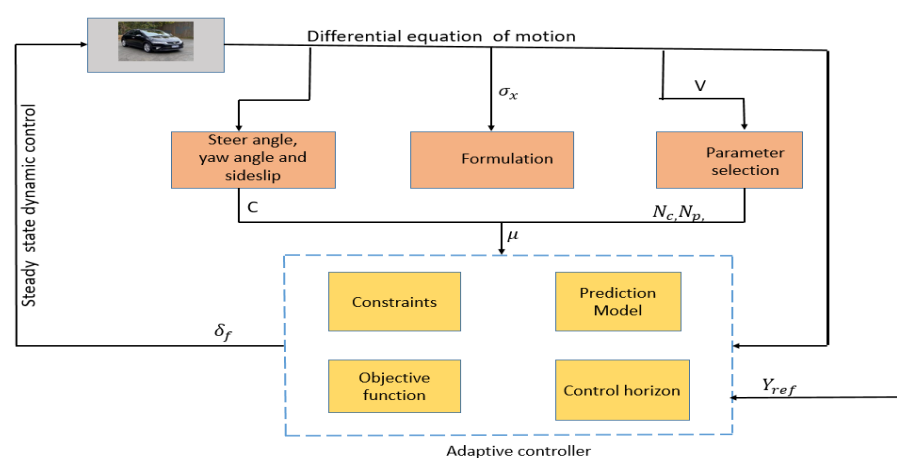 Differential equation of motion
Steady state dynamic control
σₓ
V
Steer angle,
yaw angle and
sideslip
Formulation
Parameter
selection
C
N_c,N_p,
μ
Constraints
Prediction
Model
δ_f
Objective
function
Control horizon
Y_ref
Adaptive controller